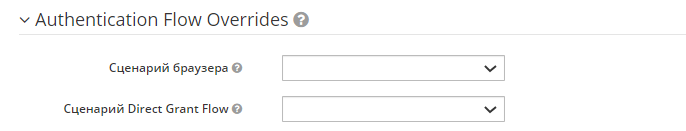 Authentication Flow Overrides
Сценарий браузера
Сценарий Direct Grant Flow